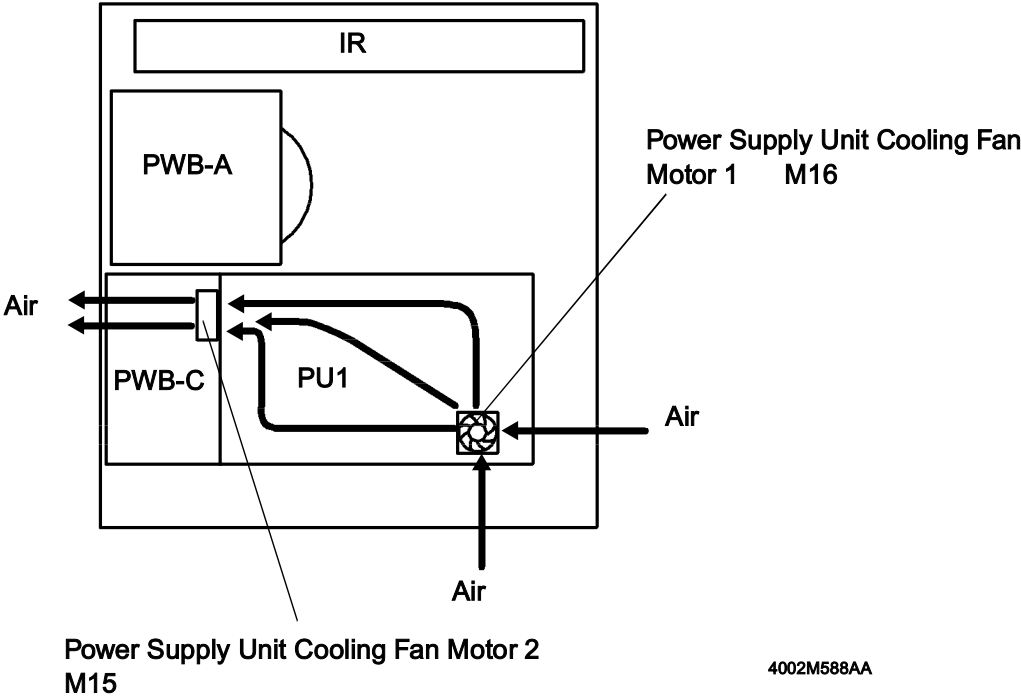 IR
PWB-A
Power Supply Unit Cooling Fan
Motor 1 M16
Air
PWB-C
PU1
Air
Air
Power Supply Unit Cooling Fan Motor 2
M15
4002M588AA